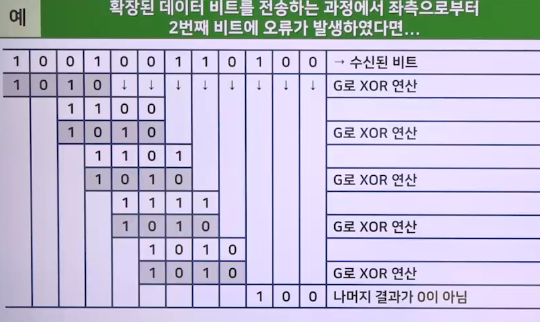 예
확장된 데이터 비트를 전송하는 과정에서 좌측으로부터
2번째 비트에 오류가 발생하였다면...
1 0 0 1 0 1 1 0 1 0 0 → 수신된 비트
1 0 1 0 ↓ ↓ ↓ ↓ ↓ ↓ ↓ G로 XOR 연산
1 1 0 0
1 0 1 0 G로 XOR 연산
1 1 0 1
1 0 1 0 G로 XOR 연산
1 1 1 1
1 0 1 0 G로 XOR 연산
1 0 1 0
1 0 1 0 G로 XOR 연산
1 0 0 나머지 결과가 0이 아님